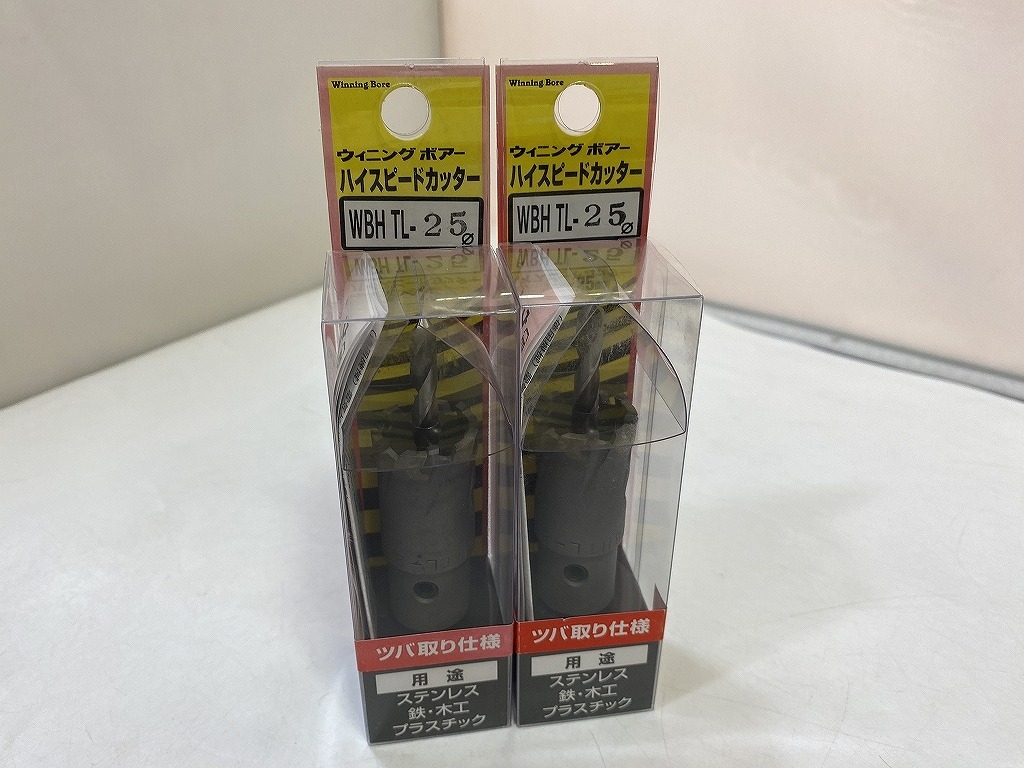 Winning Bore
ウィニング ボアー
ハイスピードカッター
WBH TL-25ø
ツバ取り仕様
用途
ステンレス
鉄・木工
プラスチック
Winning Bore
ウィニング ボアー
ハイスピードカッター
WBH TL-25ø
ツバ取り仕様
用途
ステンレス
鉄・木工
プラスチック